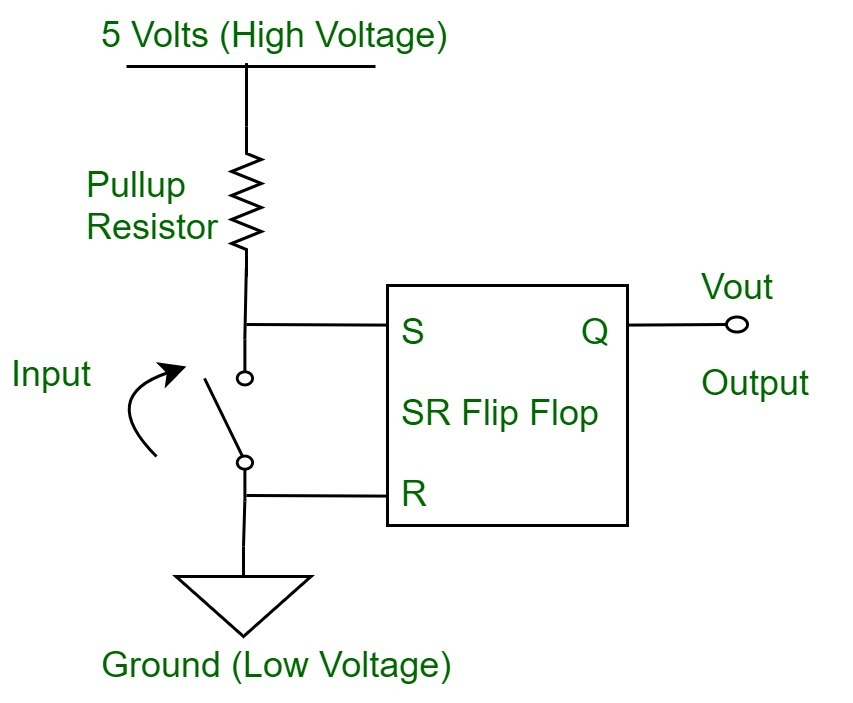 5 Volts (High Voltage)
Pullup
Resistor
Input
S
Q
SR Flip Flop
R
Vout
Output
Ground (Low Voltage)